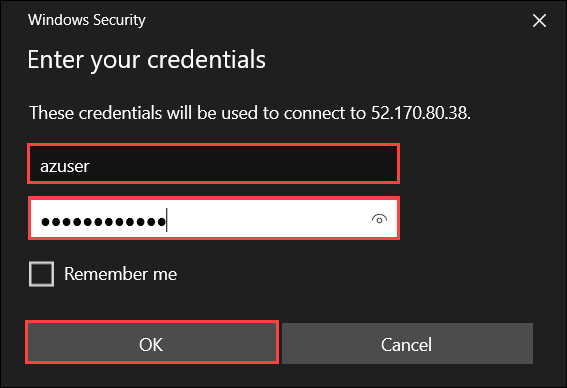 Windows Security
Enter your credentials
These credentials will be used to connect to 52.170.80.38.
azuser
●●●●●●●●●●●●
Remember me
OK Cancel